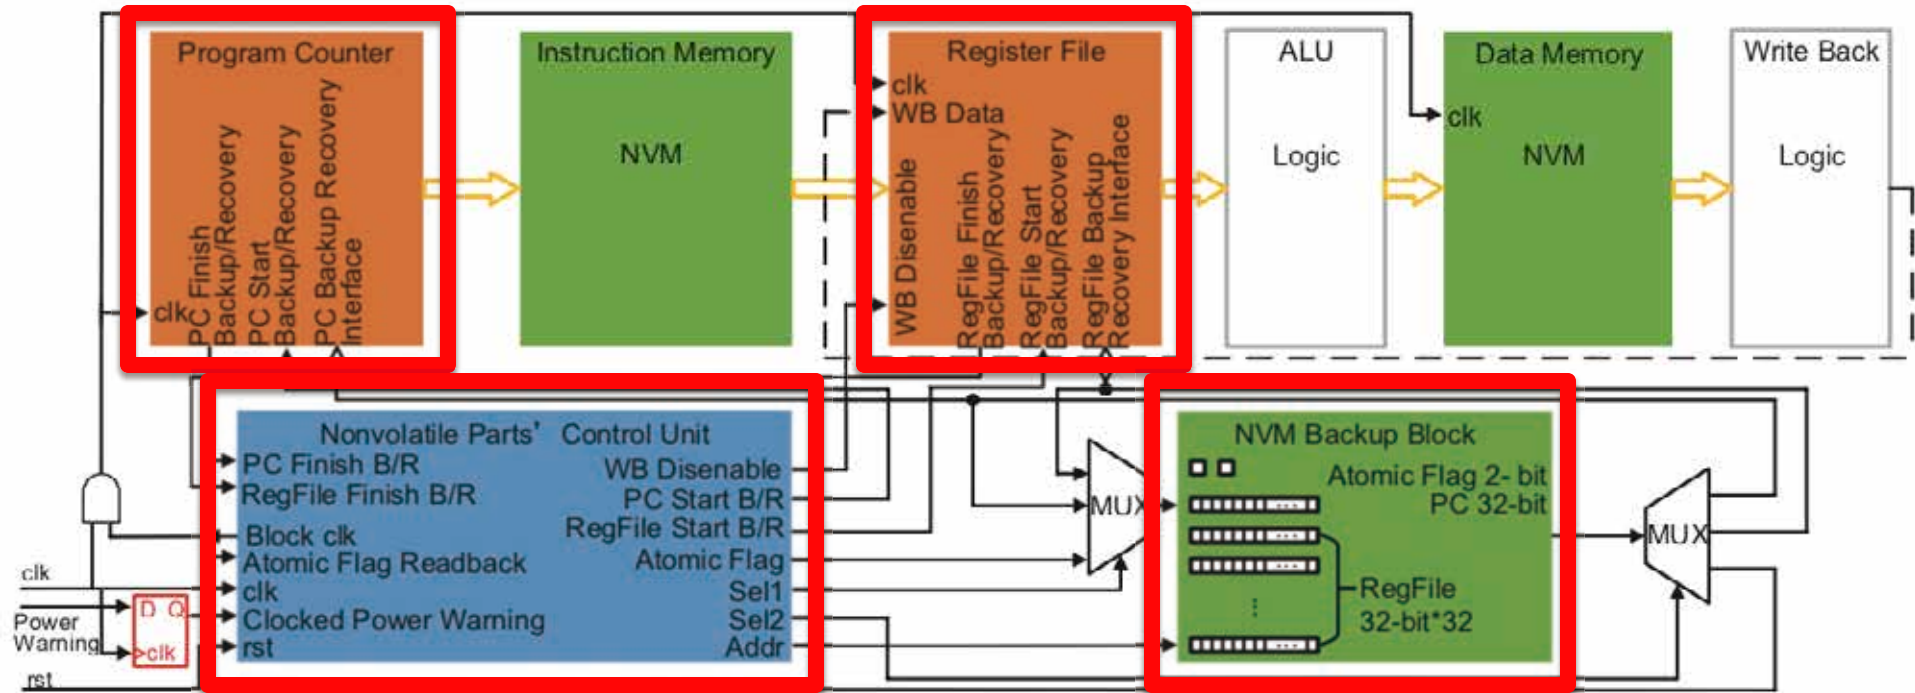 Program Counter
clk
PC Finish
Backup/Recovery
PC Start
Backup/Recovery
PC Backup Recovery
Interface
Instruction Memory
NVM
Register File
clk
WB Data
WB Disenable
RegFile Finish
Backup/Recovery
RegFile Start
Backup/Recovery
RegFile Backup
Recovery Interface
ALU
Logic
Data Memory
clk
NVM
Write Back
Logic
Nonvolatile Parts' Control Unit
PC Finish B/R
RegFile Finish B/R
Block clk
Atomic Flag Readback
clk
Clocked Power Warning
rst
WB Disenable
PC Start B/R
RegFile Start B/R
Atomic Flag
Sel1
Sel2
Addr
MUX
NVM Backup Block
Atomic Flag 2- bit
PC 32-bit
...
...
...
RegFile
32-bit*32
...
MUX
clk
Power
Warning
rst
D Q
>clk